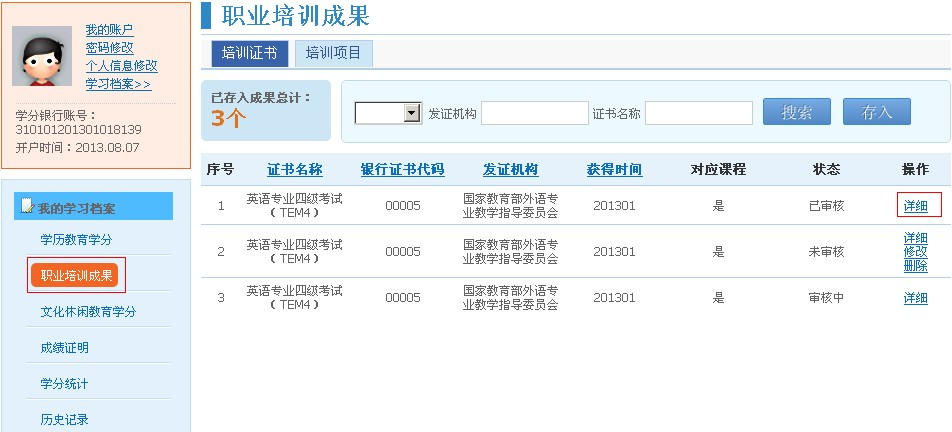 我的账户
密码修改
个人信息修改
学习档案>>
学分银行账号：
310101201301018139
开户时间：2013.08.07
我的学习档案
学历教育学分
职业培训成果
文化休闲教育学分
成绩证明
学分统计
历史记录
职业培训成果
培训证书 培训项目
已存入成果总计：
3个
发证机构 证书名称 搜索 存入
序号 证书名称 银行证书代码 发证机构 获得时间 对应课程 状态 操作
1 英语专业四级考试（TEM4） 00005 国家教育部外语专业教学指导委员会 201301 是 已审核 详细
2 英语专业四级考试（TEM4） 00005 国家教育部外语专业教学指导委员会 201301 是 未审核 详细 修改 删除
3 英语专业四级考试（TEM4） 00005 国家教育部外语专业教学指导委员会 201301 是 审核中 详细